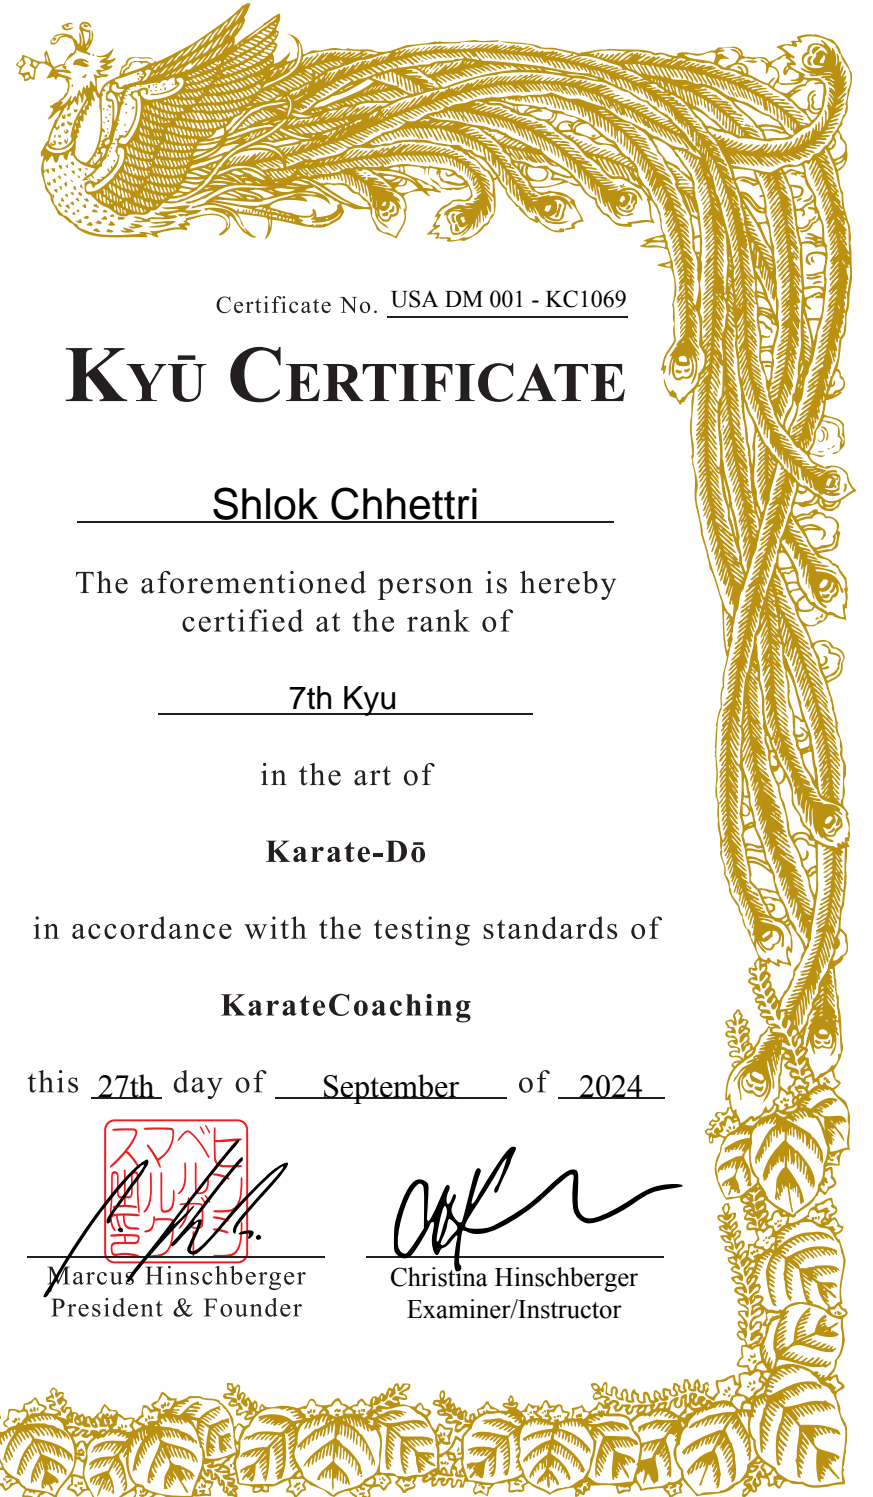 Certificate No. USA DM 001 - KC1069
KYŪ CERTIFICATE
Shlok Chhettri
The aforementioned person is hereby
certified at the rank of
7th Kyu
in the art of
Karate-Dō
in accordance with the testing standards of
KarateCoaching
this 27th day of September of 2024
Marcus Hinschberger
President & Founder
Christina Hinschberger
Examiner/Instructor